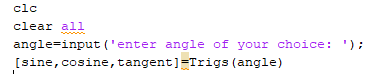 clc
clear all
angle=input('enter angle of your choice: ');
[sine,cosine,tangent]=Trigs(angle)